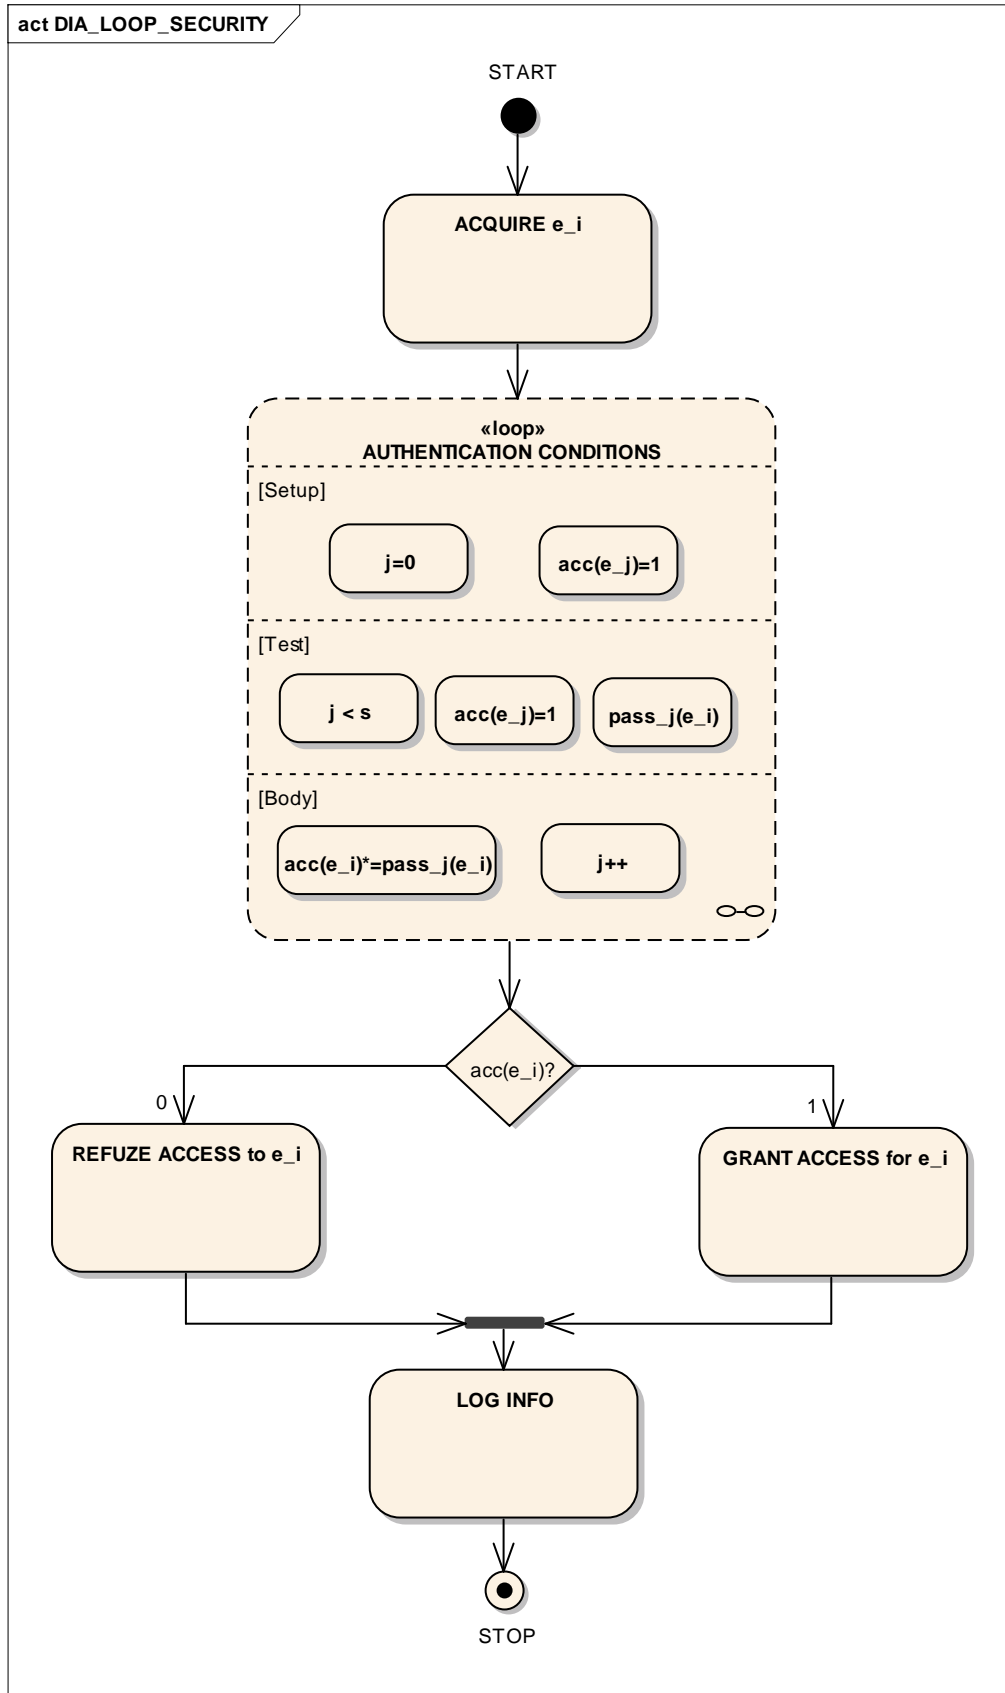 act DIA_LOOP_SECURITY
START
ACQUIRE e_i
«loop»
AUTHENTICATION CONDITIONS
[Setup]
j=0
acc(e_j)=1
[Test]
j < s
acc(e_j)=1
pass_j(e_i)
[Body]
acc(e_i)*=pass_j(e_i)
j++
acc(e_i)?
0
1
REFUZE ACCESS to e_i
GRANT ACCESS for e_i
LOG INFO
STOP